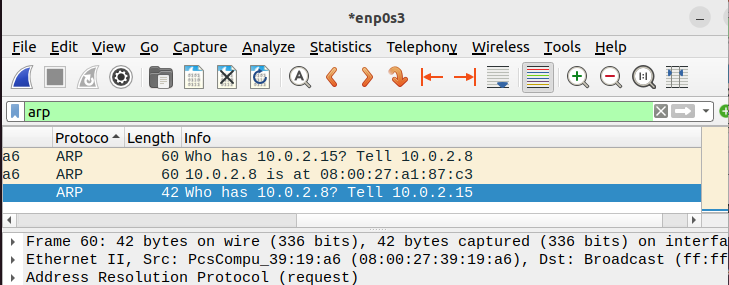 *enp0s3
File Edit View Go Capture Analyze Statistics Telephony Wireless Tools Help
arp
Protoco Length Info
a6 ARP 60 Who has 10.0.2.15? Tell 10.0.2.8
a6 ARP 60 10.0.2.8 is at 08:00:27:a1:87:c3
ARP 42 Who has 10.0.2.8? Tell 10.0.2.15
Frame 60: 42 bytes on wire (336 bits), 42 bytes captured (336 bits) on interfa
Ethernet II, Src: PcsCompu_39:19:a6 (08:00:27:39:19:a6), Dst: Broadcast (ff:ff
Address Resolution Protocol (request)